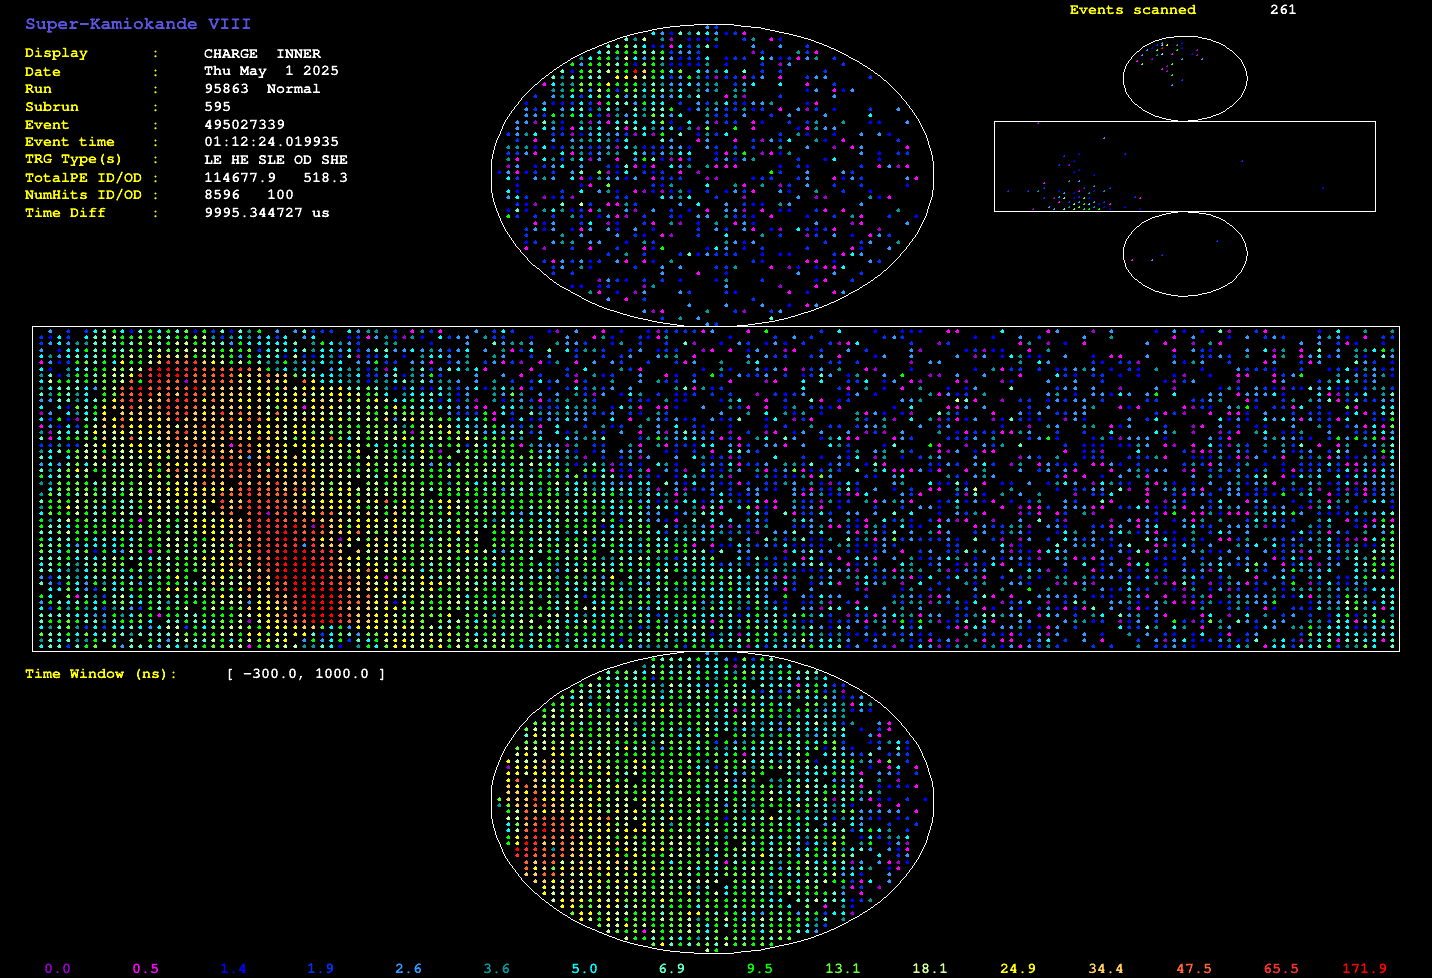 Super-Kamiokande VIII
Events scanned 261
Display : CHARGE INNER
Date : Thu May 1 2025
Run : 95863 Normal
Subrun : 595
Event : 495027339
Event time : 01:12:24.019935
TRG Type(s) : LE HE SLE OD SHE
TotalPE ID/OD : 114677.9 518.3
NumHits ID/OD : 8596 100
Time Diff : 9995.344727 us
Time Window (ns): [ -300.0, 1000.0 ]
0.0 0.5 1.4 1.9 2.6 3.6 5.0 6.9 9.5 13.1 18.1 24.9 34.4 47.5 65.5 171.9